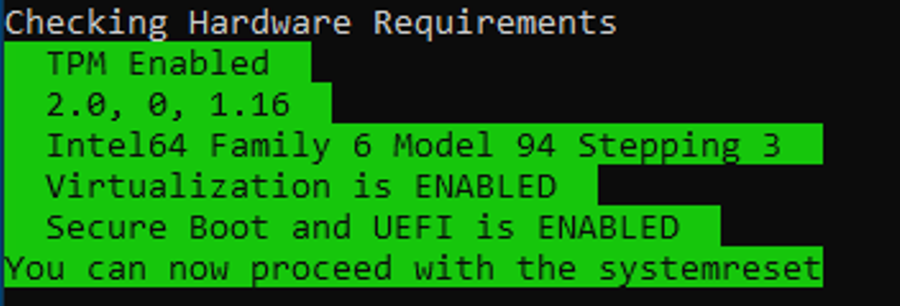 Checking Hardware Requirements
TPM Enabled
2.0, 0, 1.16
Intel64 Family 6 Model 94 Stepping 3
Virtualization is ENABLED
Secure Boot and UEFI is ENABLED
You can now proceed with the systemreset